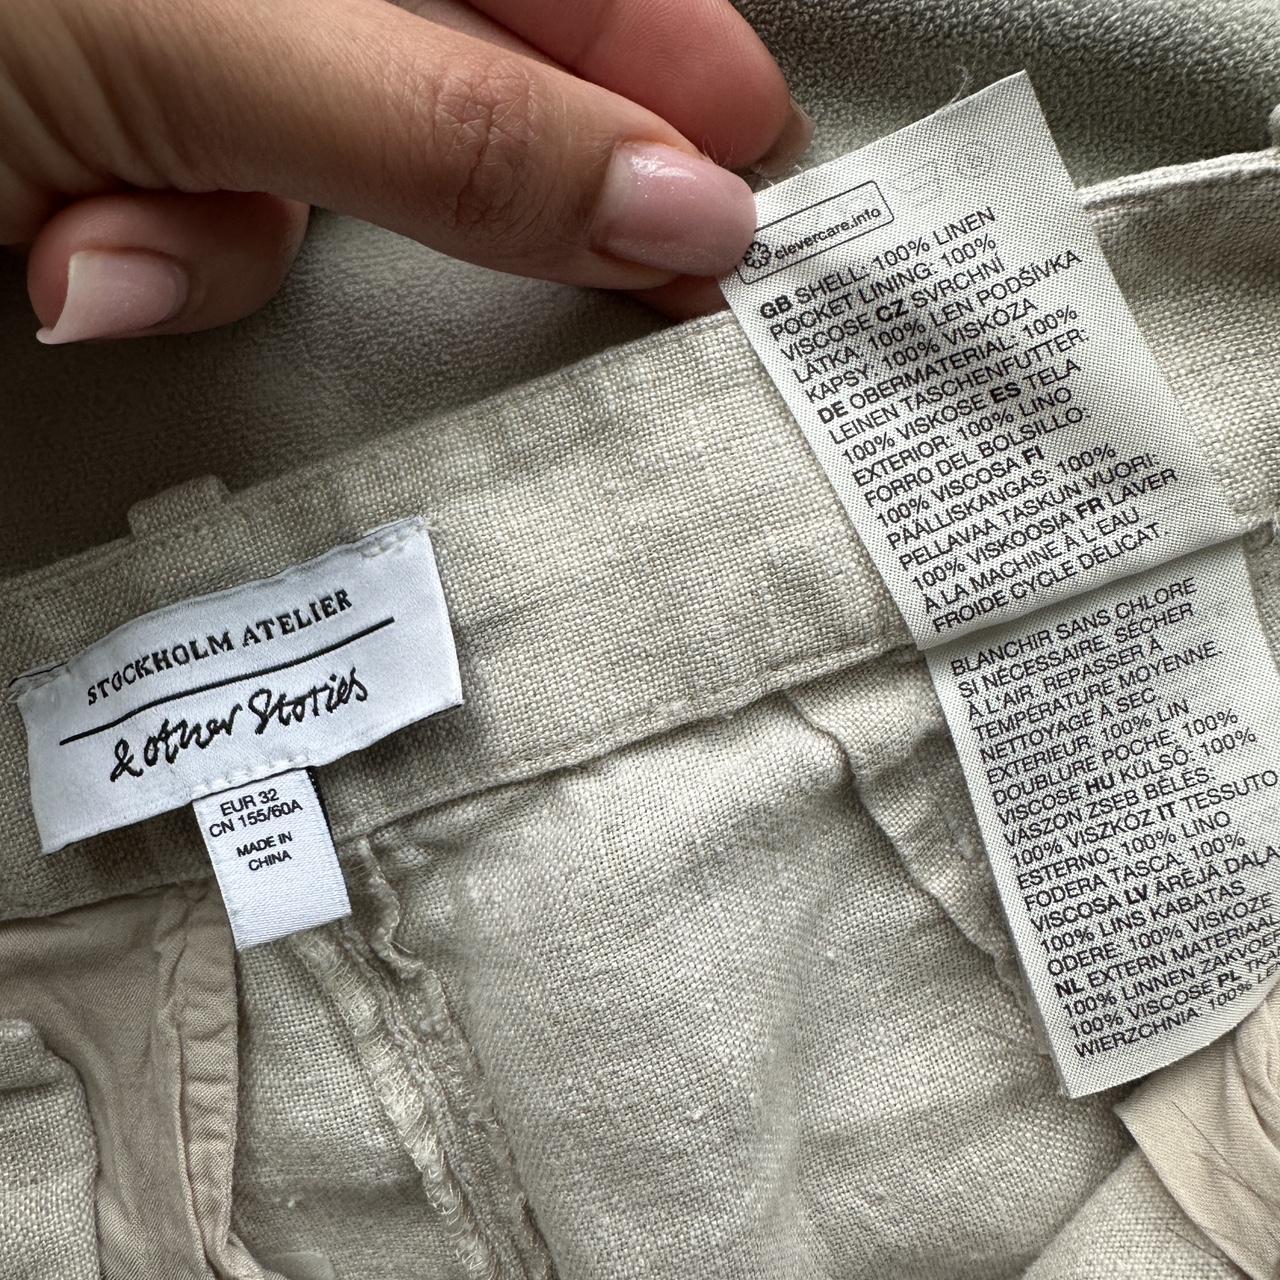 STOCKHOLM ATELIER
& other Stories
EUR 32
CN 155/60A
MADE IN
CHINA
clevercare.info
GB SHELL: 100% LINEN
POCKET LINING: 100%
VISCOSE CZ SVRCHNÍ
LÁTKA: 100% LEN PODŠÍVKA
KAPSY: 100% VISKÓZA
DE OBERMATERIAL: 100%
LEINEN TASCHENFUTTER:
100% VISKOSE ES TELA
EXTERIOR: 100% LINO
FORRO DEL BOLSILLO:
100% VISCOSA FI
PÄÄLLISKANGAS: 100%
PELLAVAA TASKUN VUORI:
100% VISKOOSIA FR LAVER
À LA MACHINE À L'EAU
FROIDE CYCLE DÉLICAT.
BLANCHIR SANS CHLORE
SI NÉCESSAIRE. SÉCHER
À L'AIR. REPASSER À
TEMPÉRATURE MOYENNE.
NETTOYAGE À SEC
EXTERIEUR: 100% LIN
DOUBLURE POCHE: 100%
VISCOSE HU KÜLSŐ: 100%
VÁSZON ZSEB BÉLÉS:
100% VISZKÓZ IT TESSUTO
ESTERNO: 100% LINO
FODERA TASCA: 100%
VISCOSA LV ĀRĒJĀ DAĻA:
100% LINS KABATAS
ODERE: 100% VISKOZE
NL EXTERN MATERIAAL:
100% LINNEN ZAKVOE
100% VISCOSE PL TK
WIERZCHNIA: 100% LE